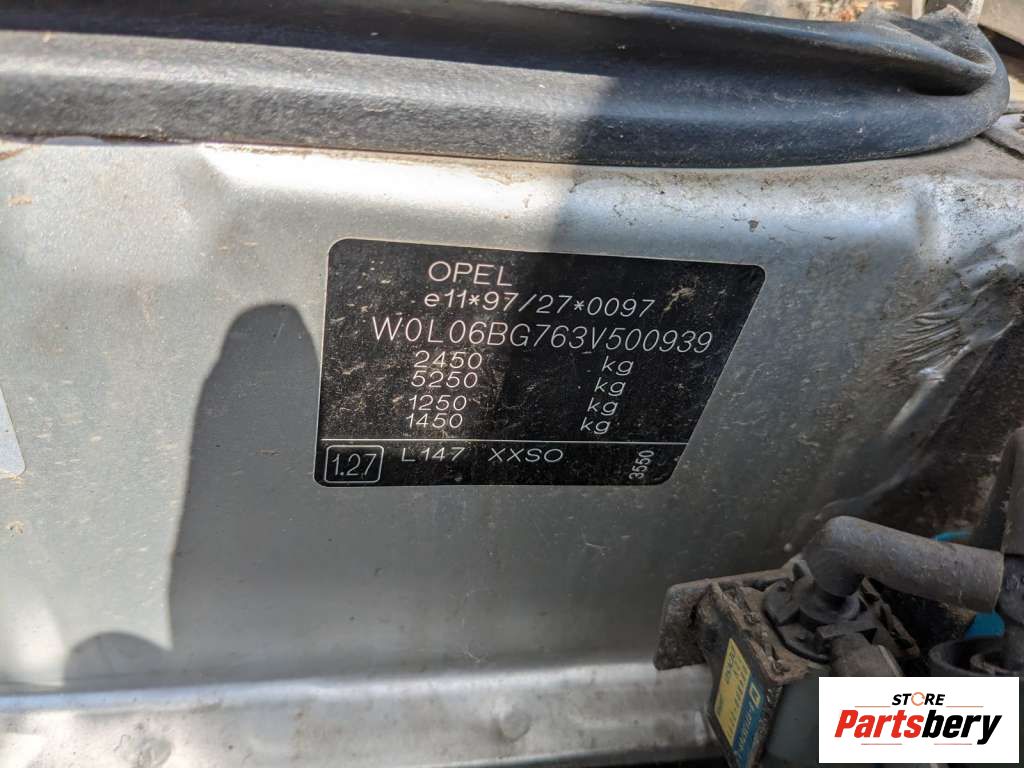 OPEL
e11*97/27*0097
W0L06BG763V500939
2450 kg
5250 kg
1250 kg
1450 kg
1.27 L147 XXSO 3550
STORE
Partsbery